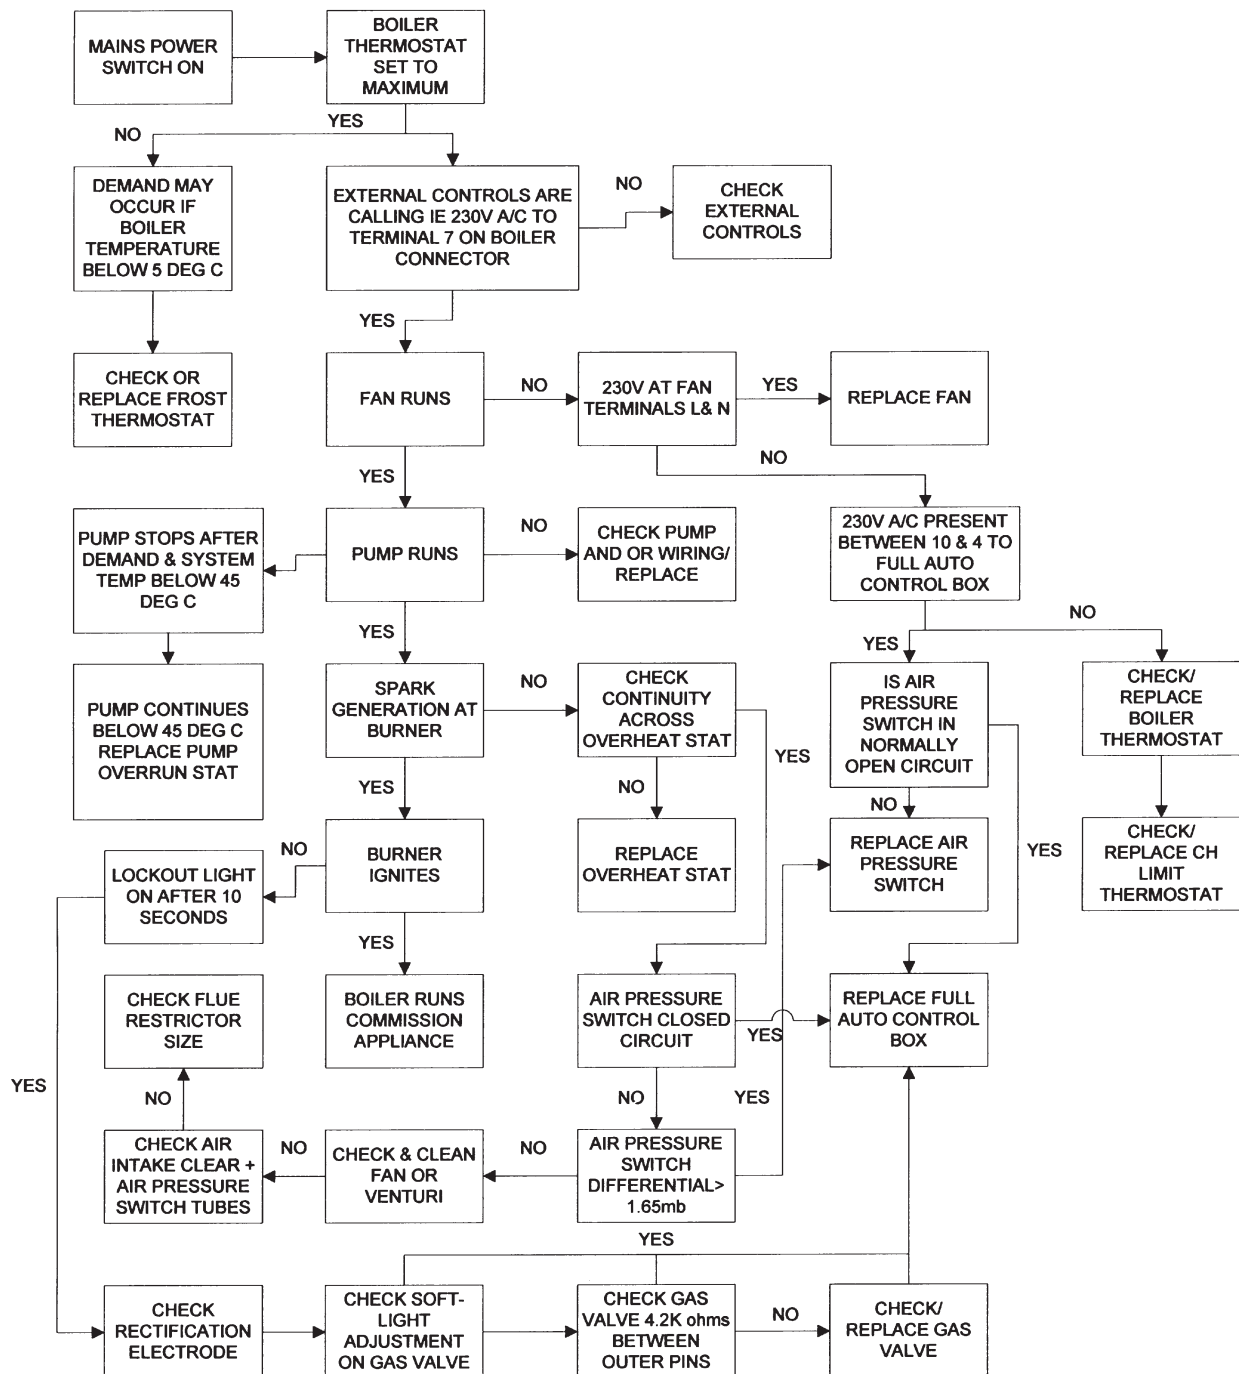 MAINS POWER
SWITCH ON
BOILER
THERMOSTAT
SET TO
MAXIMUM
NO
YES
DEMAND MAY
OCCUR IF
BOILER
TEMPERATURE
BELOW 5 DEG C
EXTERNAL CONTROLS ARE
CALLING IE 230V A/C TO
TERMINAL 7 ON BOILER
CONNECTOR
NO
CHECK
EXTERNAL
CONTROLS
YES
CHECK OR
REPLACE FROST
THERMOSTAT
FAN RUNS
NO
230V AT FAN
TERMINALS L& N
YES
REPLACE FAN
YES
NO
PUMP STOPS AFTER
DEMAND & SYSTEM
TEMP BELOW 45
DEG C
PUMP RUNS
NO
CHECK PUMP
AND OR WIRING/
REPLACE
230V A/C PRESENT
BETWEEN 10 & 4 TO
FULL AUTO
CONTROL BOX
YES
YES
NO
PUMP CONTINUES
BELOW 45 DEG C
REPLACE PUMP
OVERRUN STAT
SPARK
GENERATION AT
BURNER
NO
CHECK
CONTINUITY
ACROSS
OVERHEAT STAT
YES
IS AIR
PRESSURE
SWITCH IN
NORMALLY
OPEN CIRCUIT
CHECK/
REPLACE
BOILER
THERMOSTAT
YES
NO
NO
YES
LOCKOUT LIGHT
ON AFTER 10
SECONDS
NO
BURNER
IGNITES
REPLACE
OVERHEAT STAT
REPLACE AIR
PRESSURE
SWITCH
CHECK/
REPLACE CH
LIMIT
THERMOSTAT
YES
CHECK FLUE
RESTRICTOR
SIZE
BOILER RUNS
COMMISSION
APPLIANCE
AIR PRESSURE
SWITCH CLOSED
CIRCUIT
YES
REPLACE FULL
AUTO CONTROL
BOX
YES
NO
NO
YES
CHECK AIR
INTAKE CLEAR +
AIR PRESSURE
SWITCH TUBES
NO
CHECK & CLEAN
FAN OR
VENTURI
NO
AIR PRESSURE
SWITCH
DIFFERENTIAL>
1.65mb
YES
CHECK
RECTIFICATION
ELECTRODE
CHECK SOFT-
LIGHT
ADJUSTMENT
ON GAS VALVE
CHECK GAS
VALVE 4.2K ohms
BETWEEN
OUTER PINS
NO
CHECK/
REPLACE GAS
VALVE